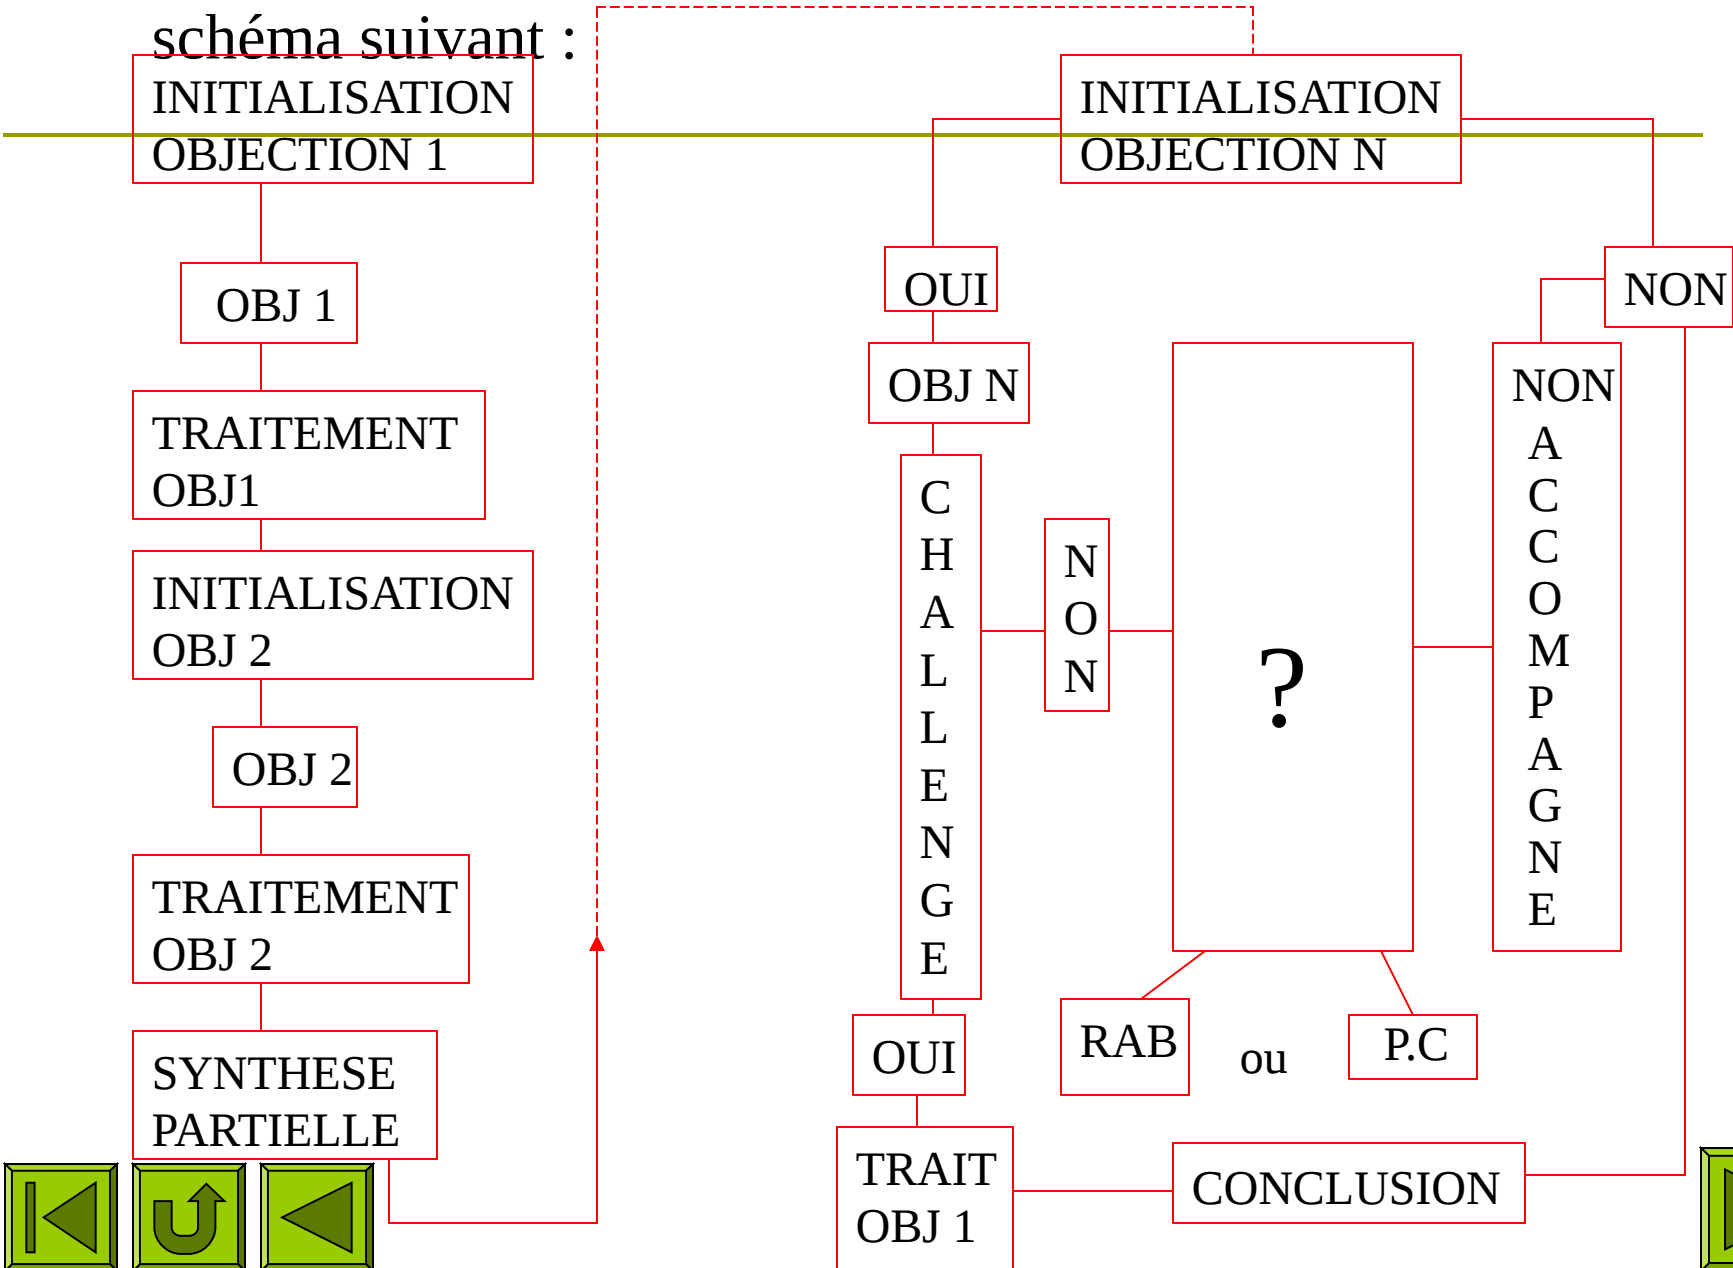 schéma suivant :
INITIALISATION
OBJECTION 1
OBJ 1
TRAITEMENT
OBJ1
INITIALISATION
OBJ 2
OBJ 2
TRAITEMENT
OBJ 2
SYNTHESE
PARTIELLE
INITIALISATION
OBJECTION N
OUI
OBJ N
CHALLENGE
NON
?
NON
NON
ACCOMPAGNE
OUI
RAB
ou
P.C
TRAIT
OBJ 1
CONCLUSION